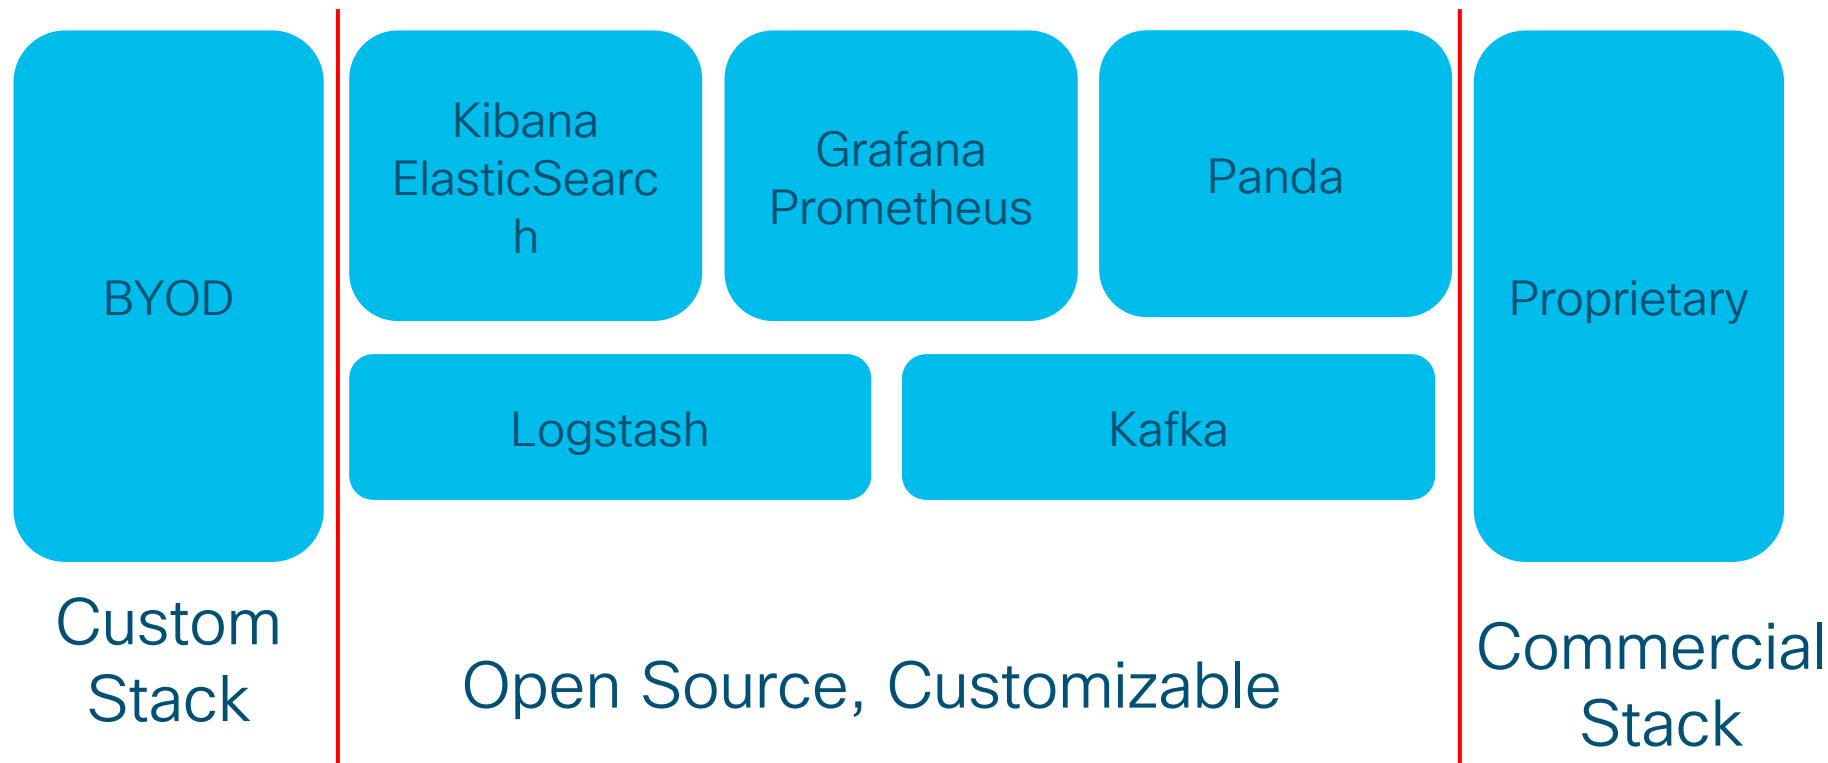 BYOD
Kibana
ElasticSearc
h
Grafana
Prometheus
Panda
Proprietary
Logstash
Kafka
Custom
Stack
Open Source, Customizable
Commercial
Stack